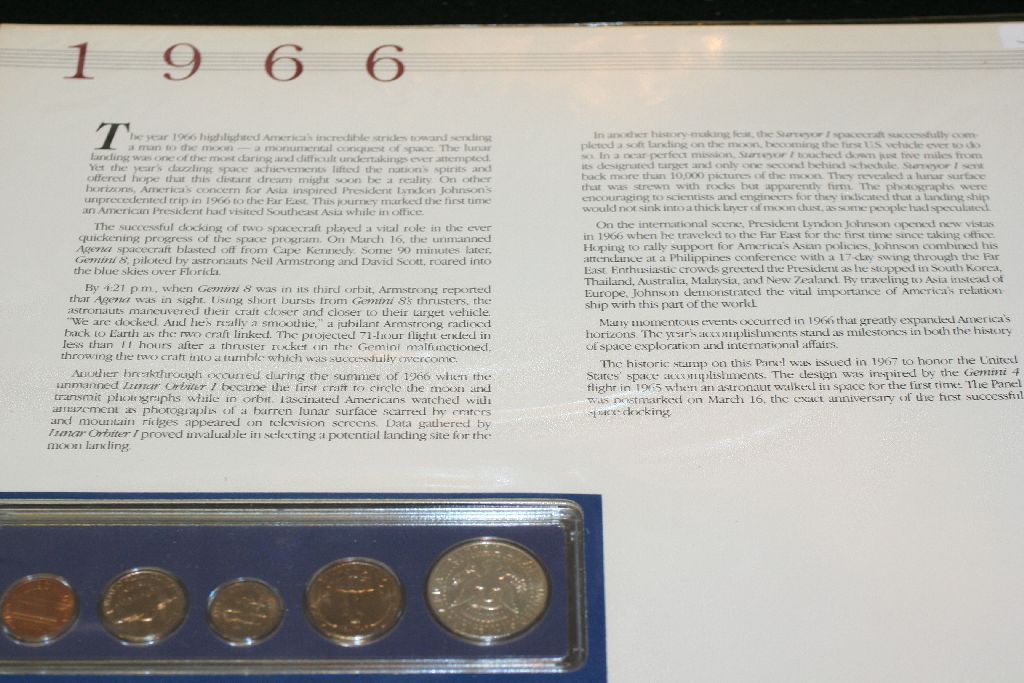 1 9 6 6
The year 1966 highlighted America's incredible strides toward sending
a man to the moon — a monumental conquest of space. The lunar
landing was one of the most daring and difficult undertakings ever attempted.
Yet the year's dazzling space achievements lifted the nation's spirits and
offered hope that this distant dream might soon be a reality. On other
horizons, America's concern for Asia inspired President Lyndon Johnson's
unprecedented trip in 1966 to the Far East. This journey marked the first time
an American President had visited Southeast Asia while in office.
The successful docking of two spacecraft played a vital role in the ever
quickening progress of the space program. On March 16, the unmanned
Agena spacecraft blasted off from Cape Kennedy. Some 90 minutes later,
Gemini 8, piloted by astronauts Neil Armstrong and David Scott, roared into
the blue skies over Florida.
By 4:21 p.m., when Gemini 8 was in its third orbit, Armstrong reported
that Agena was in sight. Using short bursts from Gemini 8's thrusters, the
astronauts maneuvered their craft closer and closer to their target vehicle.
"We are docked. And he's really a smoothie," a jubilant Armstrong radioed
back to Earth as the two craft linked. The projected 71-hour flight ended in
less than 11 hours after a thruster rocket on the Gemini malfunctioned,
throwing the two craft into a tumble which was successfully overcome.
Another breakthrough occurred during the summer of 1966 when the
unmanned Lunar Orbiter I became the first craft to circle the moon and
transmit photographs while in orbit. Fascinated Americans watched with
amazement as photographs of a barren lunar surface scarred by craters
and mountain ridges appeared on television screens. Data gathered by
Lunar Orbiter I proved invaluable in selecting a potential landing site for the
moon landing.
In another history-making feat, the Surveyor I spacecraft successfully com-
pleted a soft landing on the moon, becoming the first U.S. vehicle ever to do
so. In a near-perfect mission, Surveyor I touched down just five miles from
its designated target and only one second behind schedule. Surveyor I sent
back more than 10,000 pictures of the moon. They revealed a lunar surface
that was strewn with rocks but apparently firm. The photographs were
encouraging to scientists and engineers for they indicated that a landing ship
would not sink into a thick layer of moon dust, as some people had speculated.
On the international scene, President Lyndon Johnson opened new vistas
in 1966 when he traveled to the Far East for the first time since taking office.
Hoping to rally support for America's Asian policies, Johnson combined his
attendance at a Philippines conference with a 17-day swing through the Far
East. Enthusiastic crowds greeted the President as he stopped in South Korea,
Thailand, Australia, Malaysia, and New Zealand. By traveling to Asia instead of
Europe, Johnson demonstrated the vital importance of America's relation-
ship with this part of the world.
Many momentous events occurred in 1966 that greatly expanded America's
horizons. The year's accomplishments stand as milestones in both the history
of space exploration and international affairs.
The historic stamp on this Panel was issued in 1967 to honor the United
States' space accomplishments. The design was inspired by the Gemini 4
flight in 1965 when an astronaut walked in space for the first time. The Panel
was postmarked on March 16, the exact anniversary of the first successful
space docking.